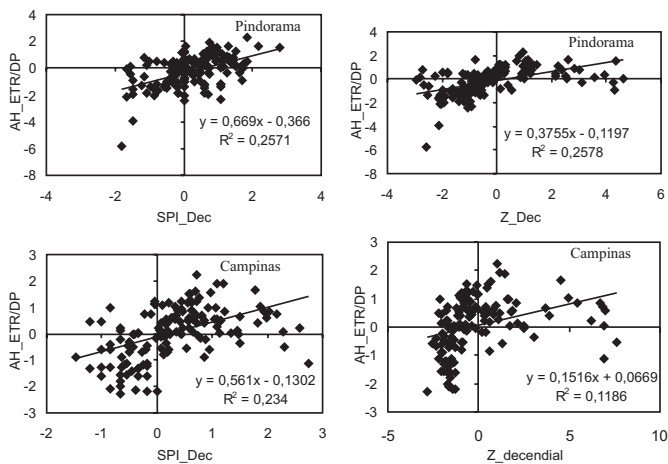 Pindorama
4
2
0
-2
-4
-6
-8
AH_ETR/DP
y = 0,669x - 0,366
R² = 0,2571
-4 -2 0 2 4
SPI_Dec
Pindorama
6
4
2
0
-2
-4
-6
-8
AH_ETR/DP
y = 0,3755x - 0,1197
R² = 0,2578
-4 -2 0 2 4 6
Z_Dec
Campinas
3
2
1
0
-1
-2
-3
AH_ETR/DP
y = 0,561x - 0,1302
R² = 0,234
-2 -1 0 1 2 3
SPI_Dec
Campinas
3
2
1
0
-1
-2
-3
AH_ETR/DP
y = 0,1516x + 0,0669
R² = 0,1186
-5 0 5 10
Z_decendial